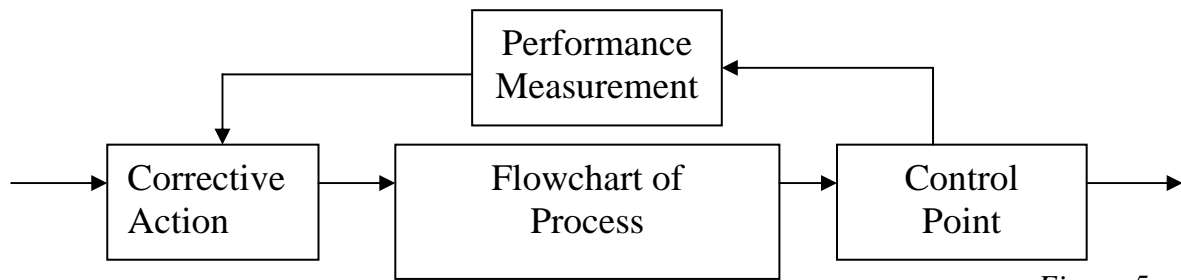 Performance
Measurement
Corrective
Action
Flowchart of
Process
Control
Point